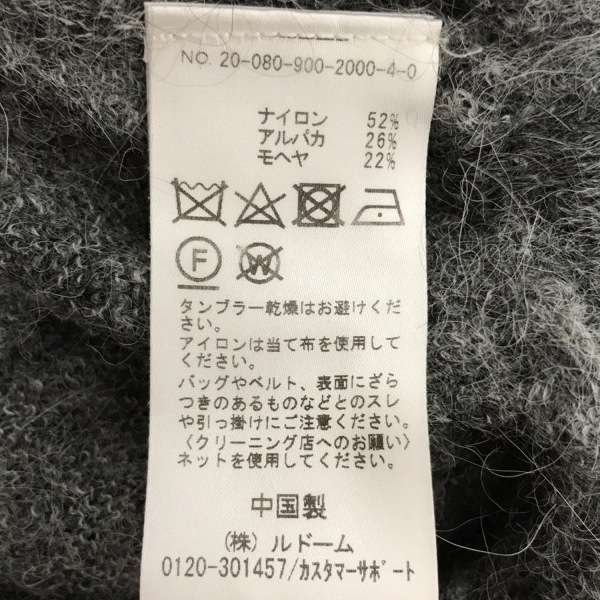 NO. 20-080-900-2000-4-0
ナイロン 52%
アルパカ 26%
モヘヤ 22%
F
W
タンブラー乾燥はお避けくだ
さい。
アイロンは当て布を使用して
ください。
バッグやベルト、表面にざら
つきのあるものなどとのスレ
や引っ掛けにご注意ください。
〈クリーニング店へのお願い〉
ネットを使用してください。
中国製
(株) ルドーム
0120-301457/カスタマーサポート